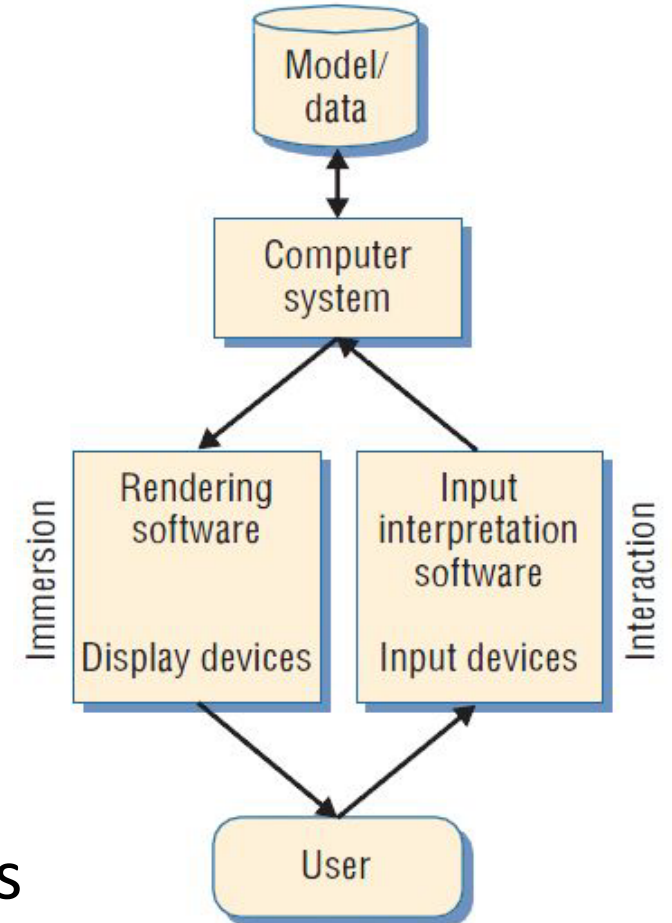 Model/
data
Computer
system
Immersion
Rendering
software
Display devices
Input
interpretation
software
Input devices
Interaction
User
s